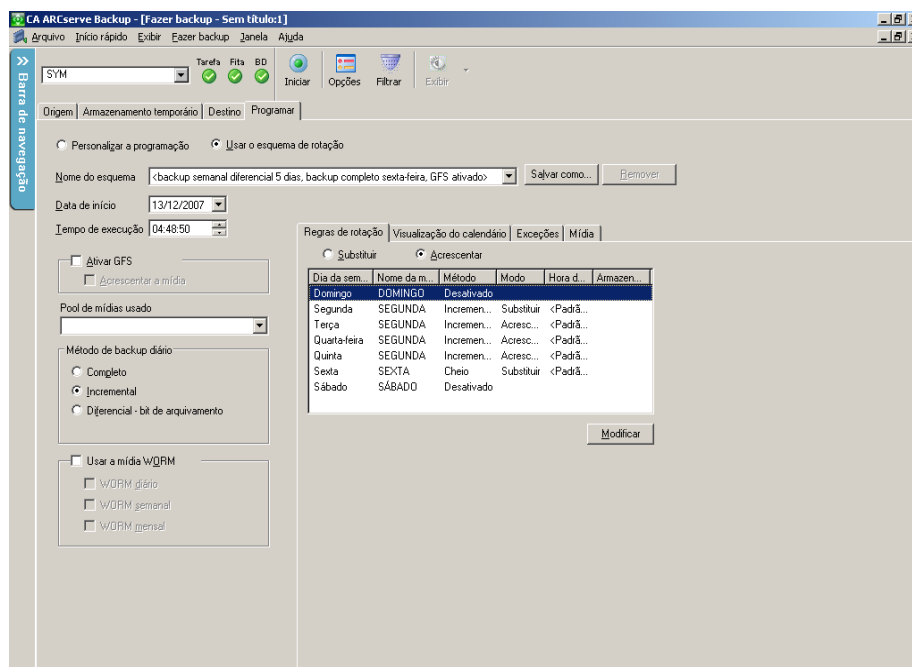 CA ARCserve Backup - [Fazer backup - Sem título:1]
Arquivo Início rápido Exibir Fazer backup Janela Ajuda
Barra de navegação
SYM
Tarefa Fita BD
Iniciar Opções Filtrar Exibir
Origem Armazenamento temporário Destino Programar
Personalizar a programação Usar o esquema de rotação
Nome do esquema <backup semanal diferencial 5 dias, backup completo sexta-feira, GFS ativado> Salvar como... Remover
Data de início 13/12/2007
Tempo de execução 04:48:50
Regras de rotação Visualização do calendário Exceções Mídia
Substituir Acrescentar
Ativar GFS
Acrescentar a mídia
Pool de mídias usado
Método de backup diário
Completo
Incremental
Diferencial - bit de arquivamento
Usar a mídia WORM
WORM diário
WORM semanal
WORM mensal
Dia da sem... Nome da m... Método Modo Hora d... Armazen...
Domingo DOMINGO Desativado
Segunda SEGUNDA Incremen... Substituir <Padrã...
Terça SEGUNDA Incremen... Acresc... <Padrã...
Quarta-feira SEGUNDA Incremen... Acresc... <Padrã...
Quinta SEGUNDA Incremen... Acresc... <Padrã...
Sexta SEXTA Cheio Substituir <Padrã...
Sábado SÁBADO Desativado
Modificar